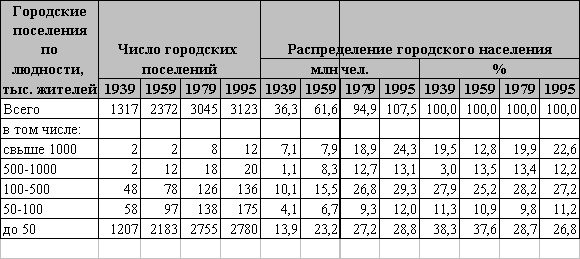 Городские
поселения
по
людности,
тыс. жителей
Число городских
поселений
Распределение городского населения
млн чел. %
1939 1959 1979 1995 1939 1959 1979 1995 1939 1959 1979 1995
Всего 1317 2372 3045 3123 36,3 61,6 94,9 107,5 100,0 100,0 100,0 100,0
в том числе:
свыше 1000 2 2 8 12 7,1 7,9 18,9 24,3 19,5 12,8 19,9 22,6
500-1000 2 12 18 20 1,1 8,3 12,7 13,1 3,0 13,5 13,4 12,2
100-500 48 78 126 136 10,1 15,5 26,8 29,3 27,9 25,2 28,2 27,2
50-100 58 97 138 175 4,1 6,7 9,3 12,0 11,3 10,9 9,8 11,2
до 50 1207 2183 2755 2780 13,9 23,2 27,2 28,8 38,3 37,6 28,7 26,8